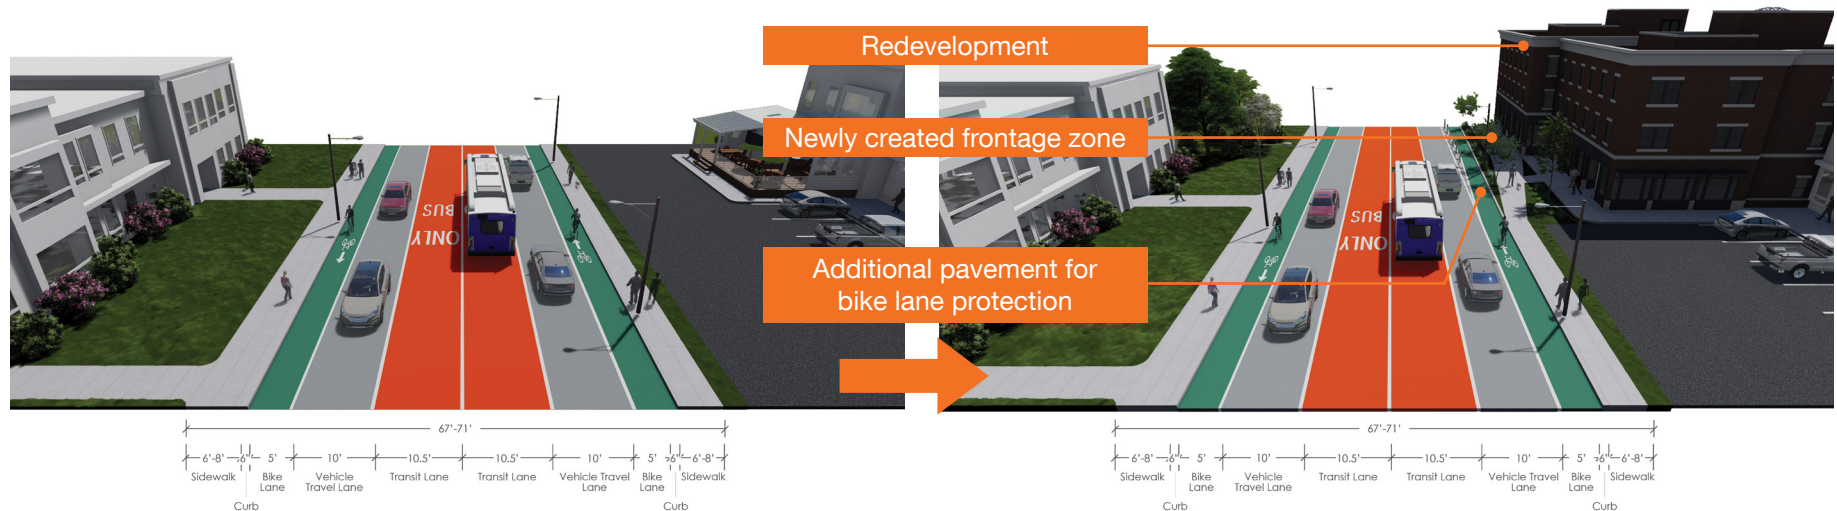 Redevelopment
Newly created frontage zone
Additional pavement for
bike lane protection
BUS
ONLY
67'-71'
6'-8' 6" 5' 10' 10.5' 10.5' 10' 5' 6" 6'-8'
Sidewalk Bike Vehicle Transit Lane Transit Lane Vehicle Travel Bike Sidewalk
Lane Travel Lane Lane Lane
Curb Curb
BUS
ONLY
67'-71'
6'-8' 6" 5' 10' 10.5' 10.5' 10' 5' 6" 6'-8'
Sidewalk Bike Vehicle Transit Lane Transit Lane Vehicle Travel Bike Sidewalk
Lane Travel Lane Lane Lane
Curb Curb